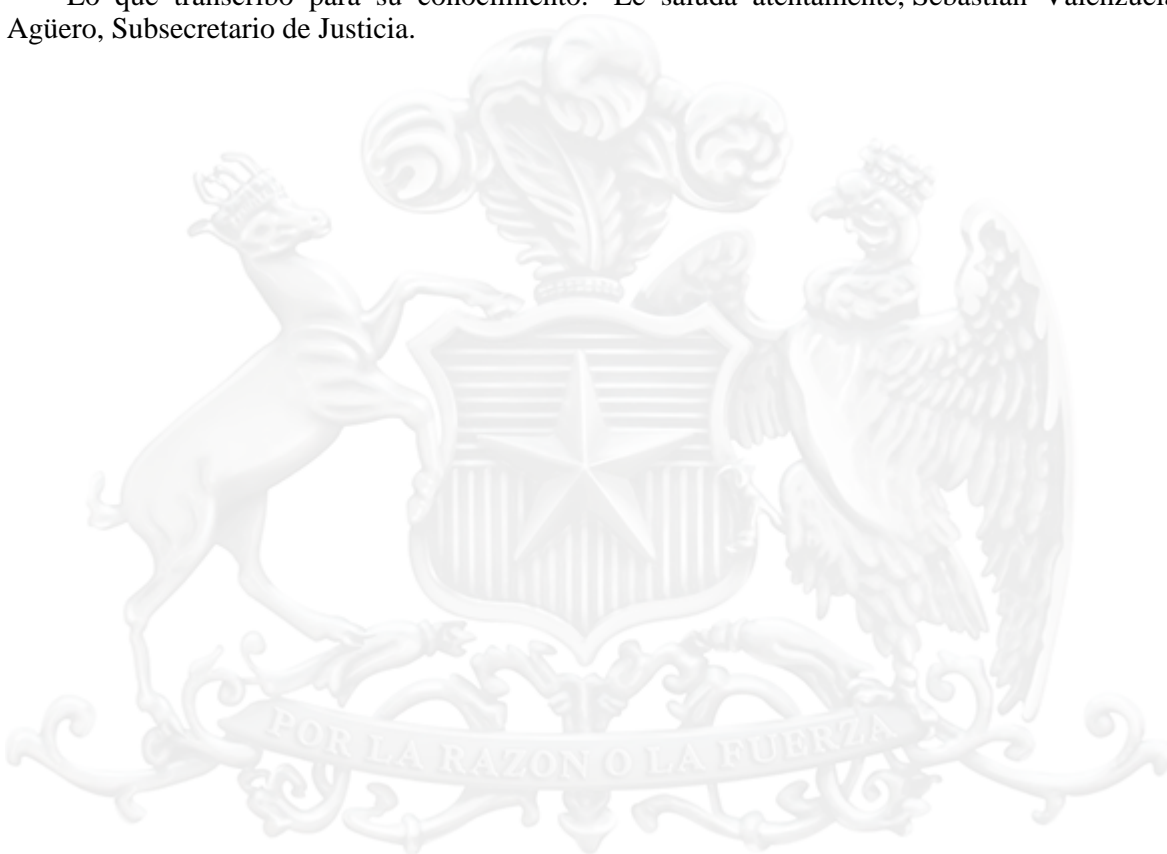 Lo que transcribo para su conocimiento.- Le saluda atentamente, Sebastián Valenzuela
Agüero, Subsecretario de Justicia.
POR LA RAZON O LA FUERZA